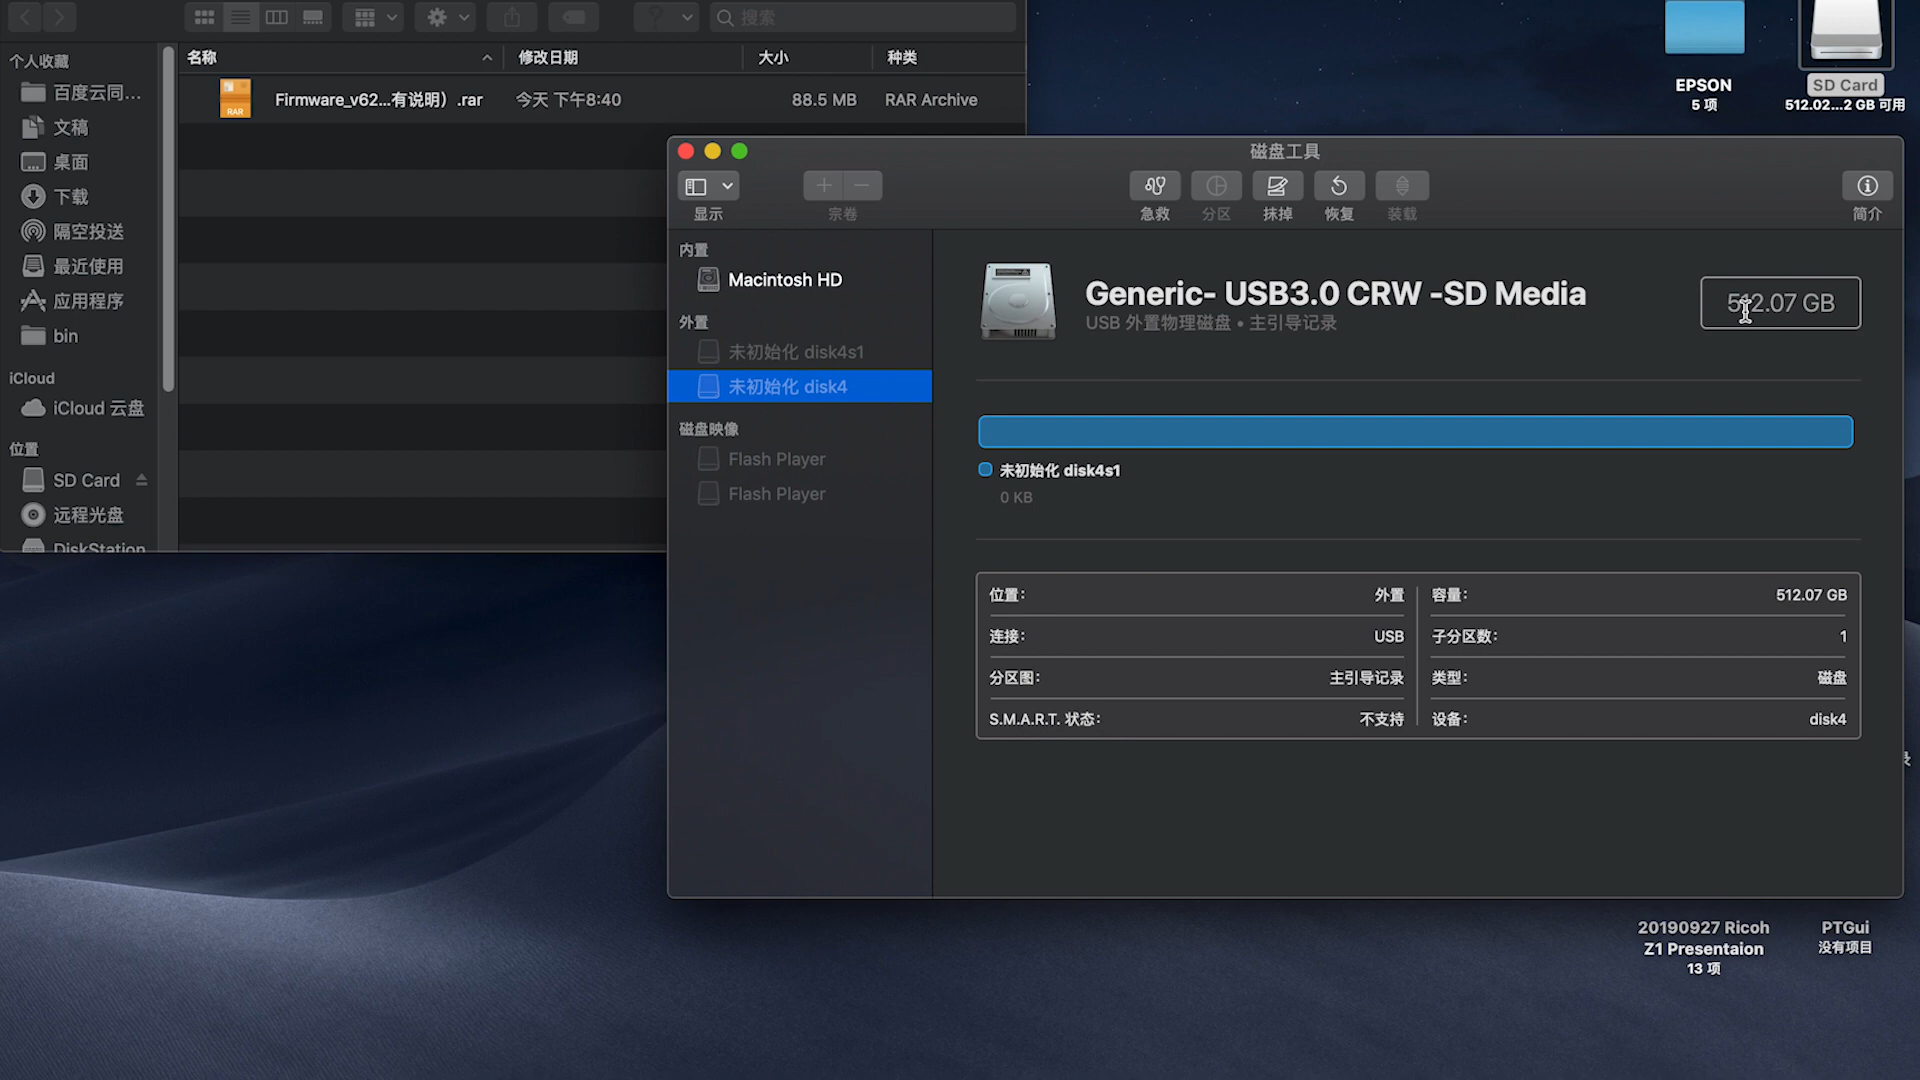 搜索
个人收藏
百度云同...
文稿
桌面
下载
隔空投送
最近使用
应用程序
bin
iCloud
iCloud 云盘
位置
SD Card
远程光盘
DiskStation
名称
修改日期
大小
种类
RAR
Firmware_v62...有说明）.rar
今天 下午8:40
88.5 MB
RAR Archive
EPSON
5 项
SD Card
512.02...2 GB 可用
磁盘工具
显示
宗卷
急救
分区
抹掉
恢复
装载
简介
内置
Macintosh HD
外置
未初始化 disk4s1
未初始化 disk4
磁盘映像
Flash Player
Flash Player
Generic- USB3.0 CRW -SD Media
USB 外置物理磁盘 • 主引导记录
512.07 GB
未初始化 disk4s1
0 KB
位置：
外置
容量：
512.07 GB
连接：
USB
子分区数：
1
分区图：
主引导记录
类型：
磁盘
S.M.A.R.T. 状态：
不支持
设备：
disk4
20190927 Ricoh
Z1 Presentaion
13 项
PTGui
没有项目